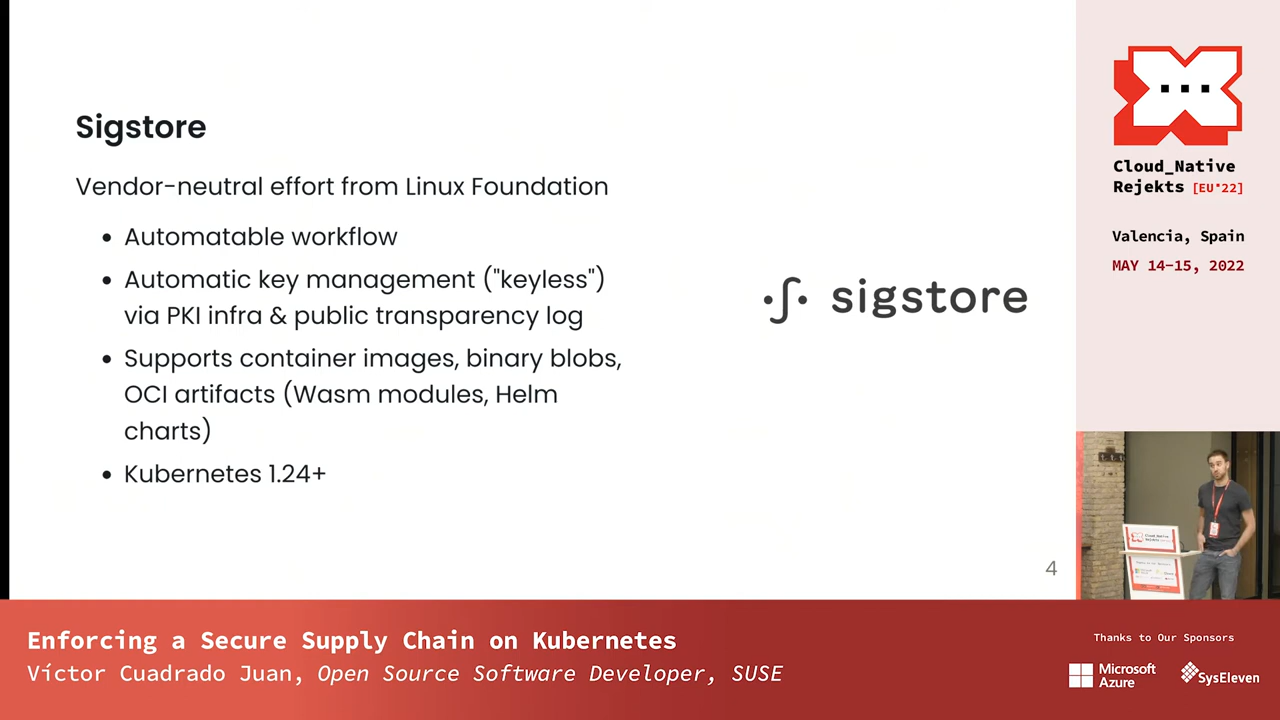 Sigstore
Vendor-neutral effort from Linux Foundation
• Automatable workflow
• Automatic key management ("keyless")
via PKI infra & public transparency log
• Supports container images, binary blobs,
OCI artifacts (Wasm modules, Helm
charts)
• Kubernetes 1.24+
sigstore
4
Cloud_Native
Rejekts [EU*22]
Valencia, Spain
MAY 14-15, 2022
Enforcing a Secure Supply Chain on Kubernetes
Víctor Cuadrado Juan, Open Source Software Developer, SUSE
Thanks to Our Sponsors
Microsoft
Azure
SysEleven